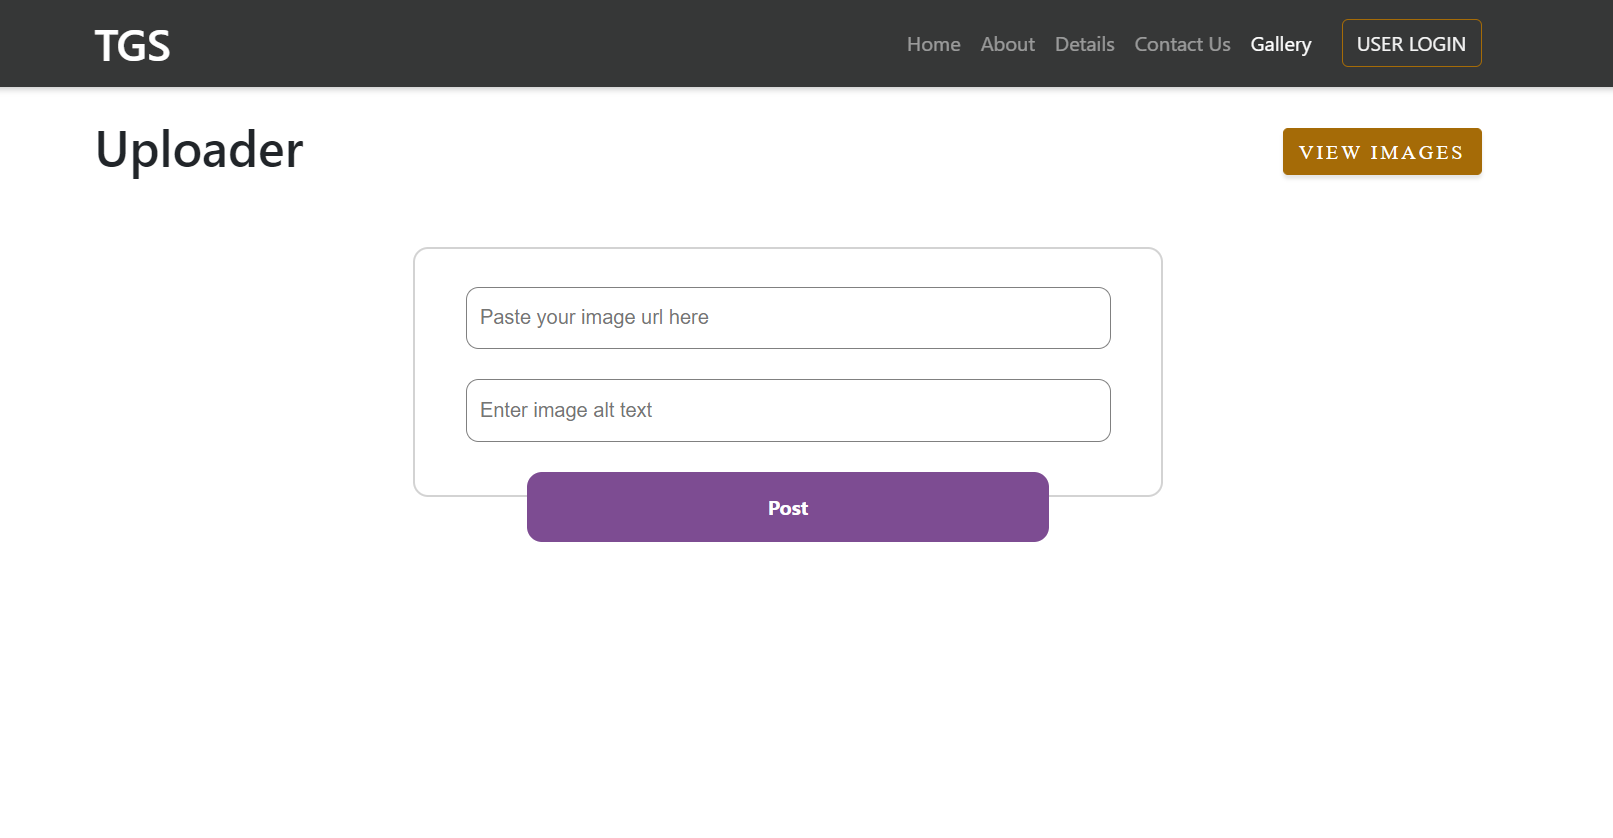 TGS
Home About Details Contact Us Gallery USER LOGIN
Uploader
VIEW IMAGES
Paste your image url here
Enter image alt text
Post